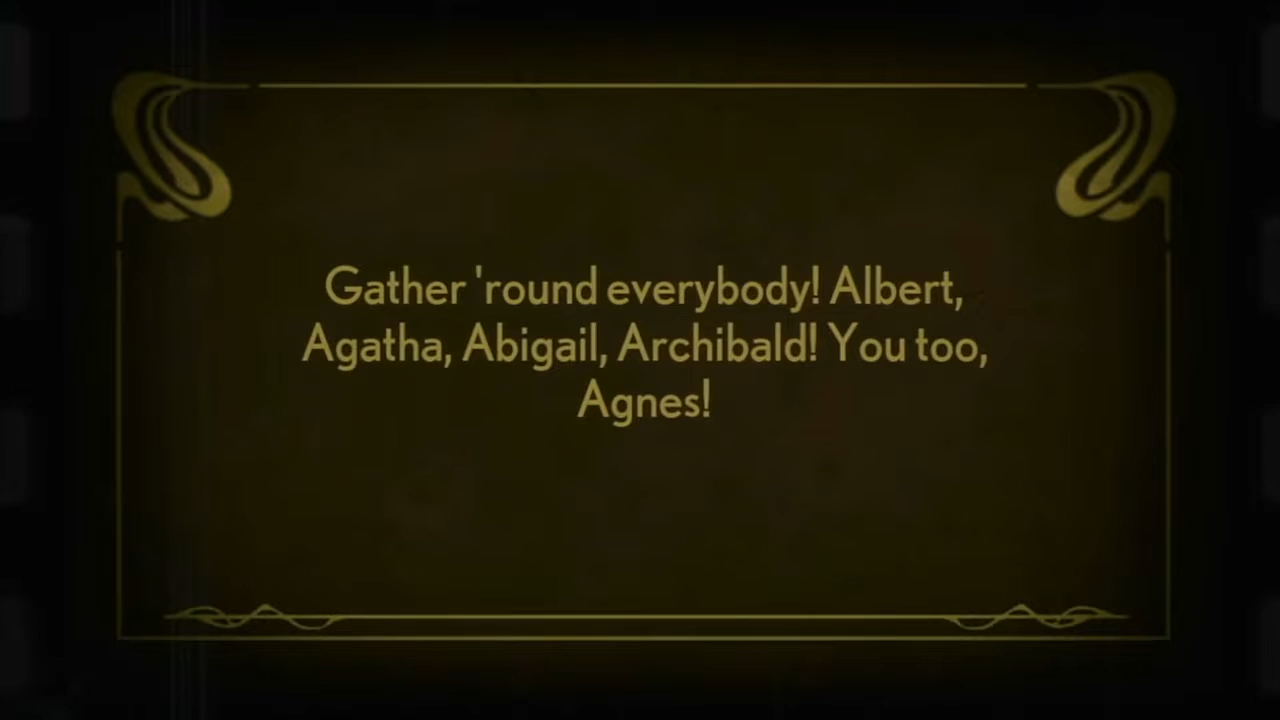 Gather 'round everybody! Albert,
Agatha, Abigail, Archibald! You too,
Agnes!